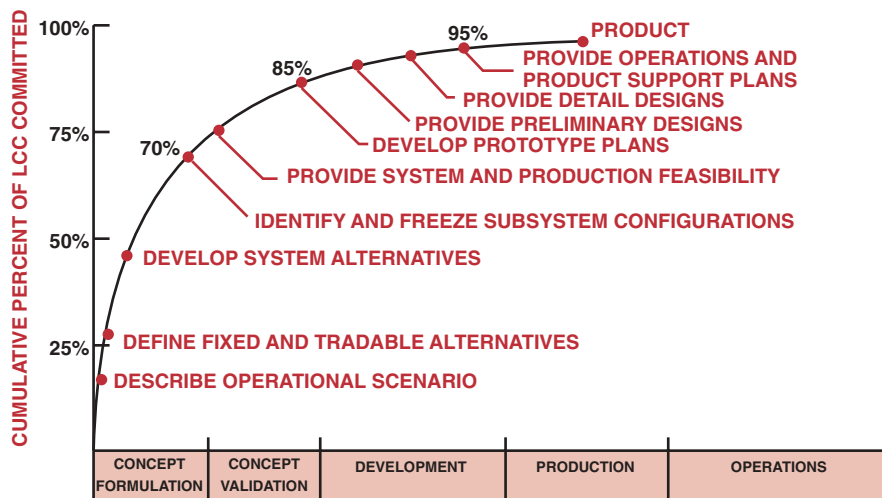 CUMULATIVE PERCENT OF LCC COMMITTED
100%
75%
50%
25%
70%
85%
95%
PRODUCT
PROVIDE OPERATIONS AND
PRODUCT SUPPORT PLANS
PROVIDE DETAIL DESIGNS
PROVIDE PRELIMINARY DESIGNS
DEVELOP PROTOTYPE PLANS
PROVIDE SYSTEM AND PRODUCTION FEASIBILITY
IDENTIFY AND FREEZE SUBSYSTEM CONFIGURATIONS
DEVELOP SYSTEM ALTERNATIVES
DEFINE FIXED AND TRADABLE ALTERNATIVES
DESCRIBE OPERATIONAL SCENARIO
CONCEPT
FORMULATION
CONCEPT
VALIDATION
DEVELOPMENT
PRODUCTION
OPERATIONS